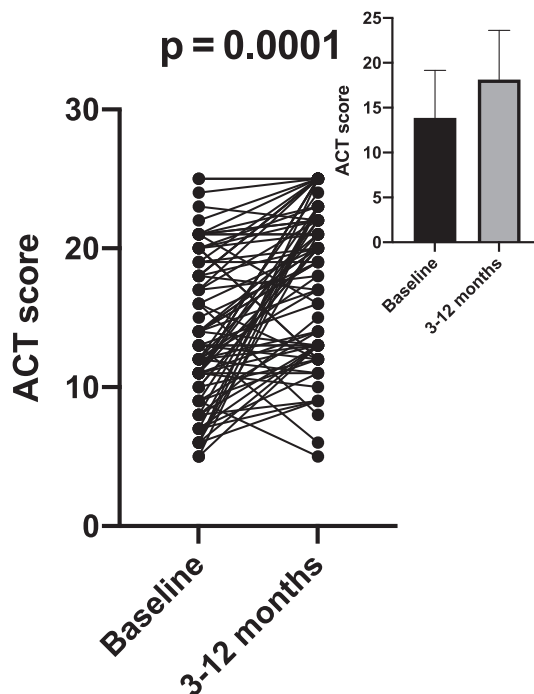 p = 0.0001
ACT score
30
20
10
0
Baseline
3-12 months
ACT score
25
20
15
10
5
0
Baseline
3-12 months